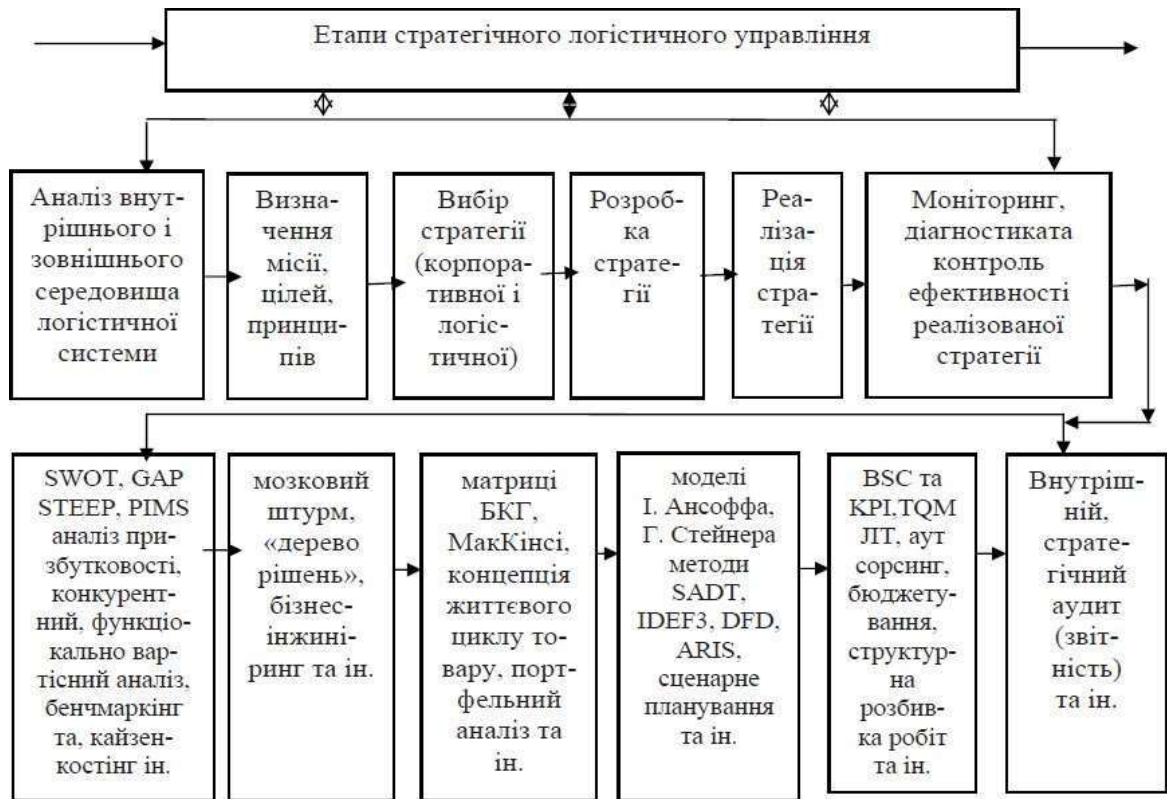 Етапи стратегічного логістичного управління
Аналіз внут-
рішнього і
зовнішнього
середовища
логістичної
системи
Визна-
чення
місії,
цілей,
принци-
пів
Вибір
стратегії
(корпора-
тивної і
логіс-
тичної)
Розроб-
ка
страте-
гії
Реа-
ліза-
ція
стра-
тегії
Моніторинг,
діагностиката
контроль
ефективності
реалізованої
стратегії
SWOT, GAP
STEEP, PIMS
аналіз при-
збутковості,
конкурент-
ний, функціо-
кально вар-
тісний аналіз,
бенчмаркінг
та, кайзен-
костінг ін.
мозковий
штурм,
«дерево
рішень»,
бізнес-
інжині-
ринг та ін.
матриці
БКГ,
МакКінсі,
концепція
життєвого
циклу то-
вару, порт-
фельний
аналіз та
ін.
моделі
І. Ансоффа,
Г. Стейнера
методи
SADT,
IDEF3, DFD,
ARIS,
сценарне
планування
та ін.
BSC та
KPI,TQM
ЛТ, аут
сорсинг,
бюджету-
вання,
структур-
на
розбив-
ка робіт
та ін.
Внутріш-
ній,
страте-
гічний
аудит
(звіт-
ність)
та ін.